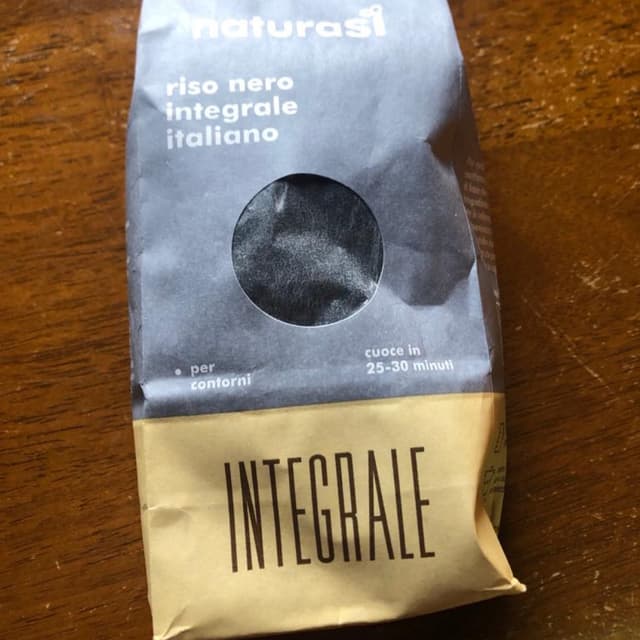 naturasì
riso nero
integrale
italiano
per
contorni
cuoce in
25-30 minuti
INTEGRALE